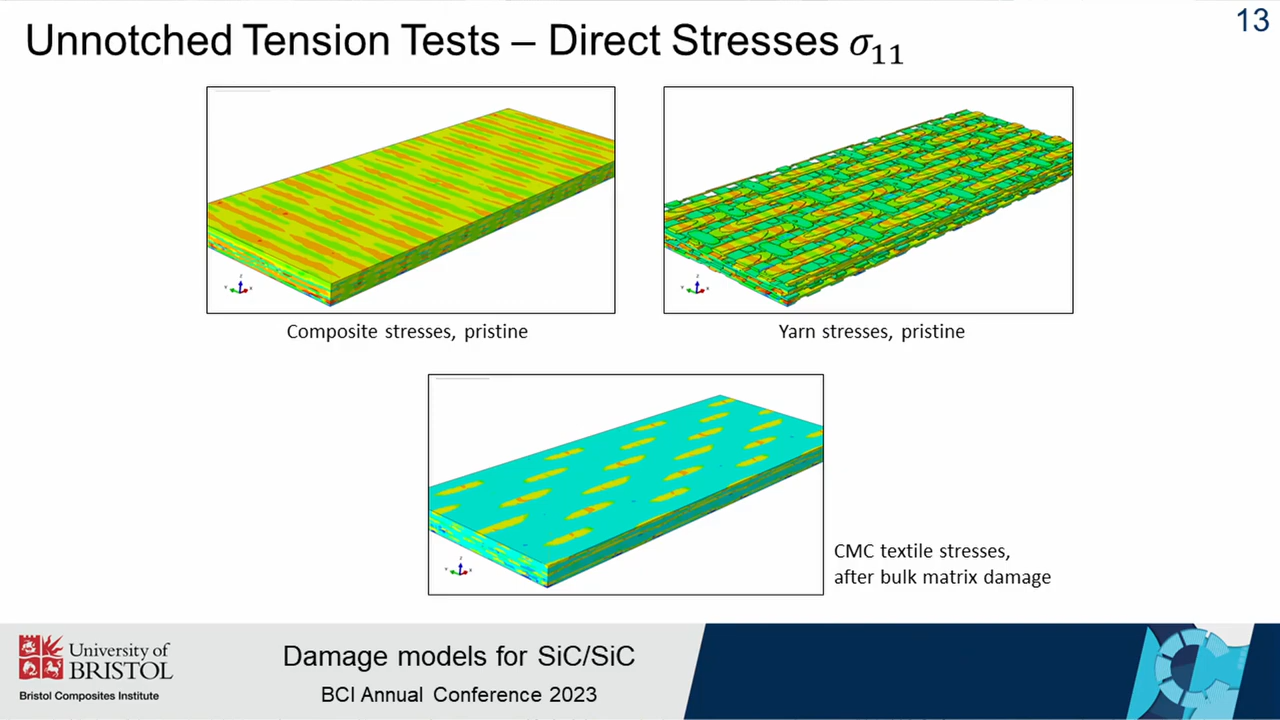 13
Unnotched Tension Tests – Direct Stresses σ₁₁
Composite stresses, pristine
Yarn stresses, pristine
CMC textile stresses,
after bulk matrix damage
University of
BRISTOL
Bristol Composites Institute
Damage models for SiC/SiC
BCI Annual Conference 2023